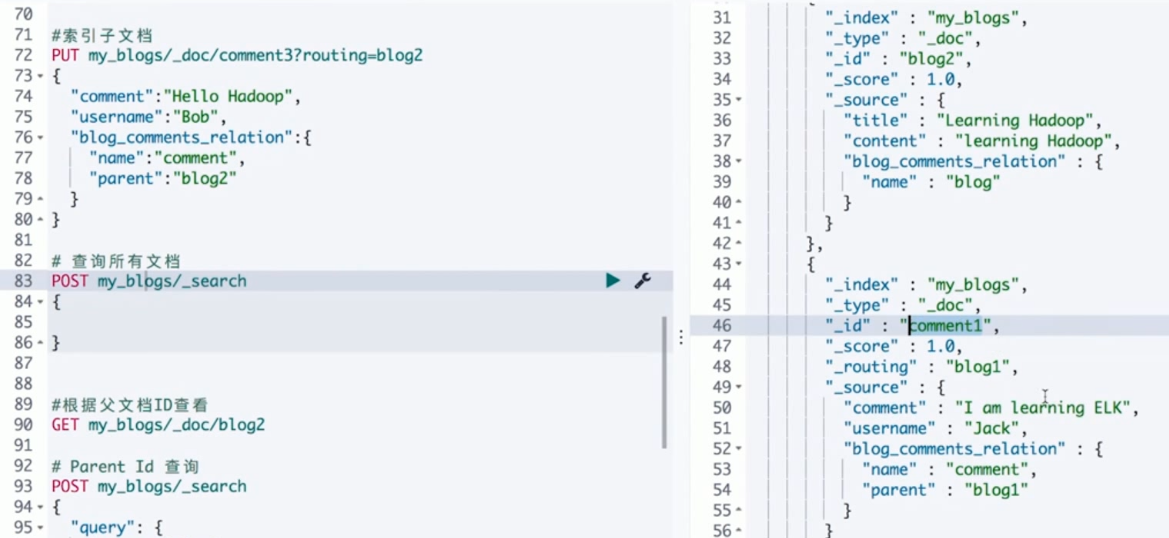 70
71 #索引子文档
72 PUT my_blogs/_doc/comment3?routing=blog2
73 {
74 "comment":"Hello Hadoop",
75 "username":"Bob",
76 "blog_comments_relation":{
77 "name":"comment",
78 "parent":"blog2"
79 }
80 }
81
82 # 查询所有文档
83 POST my_blogs/_search
84 {
85
86 }
87
88
89 #根据父文档ID查看
90 GET my_blogs/_doc/blog2
91
92 # Parent Id 查询
93 POST my_blogs/_search
94 {
95 "query": {
31 "_index" : "my_blogs",
32 "_type" : "_doc",
33 "_id" : "blog2",
34 "_score" : 1.0,
35 "_source" : {
36 "title" : "Learning Hadoop",
37 "content" : "learning Hadoop",
38 "blog_comments_relation" : {
39 "name" : "blog"
40 }
41 }
42 },
43 {
44 "_index" : "my_blogs",
45 "_type" : "_doc",
46 "_id" : "comment1",
47 "_score" : 1.0,
48 "_routing" : "blog1",
49 "_source" : {
50 "comment" : "I am learning ELK",
51 "username" : "Jack",
52 "blog_comments_relation" : {
53 "name" : "comment",
54 "parent" : "blog1"
55 }
56 }